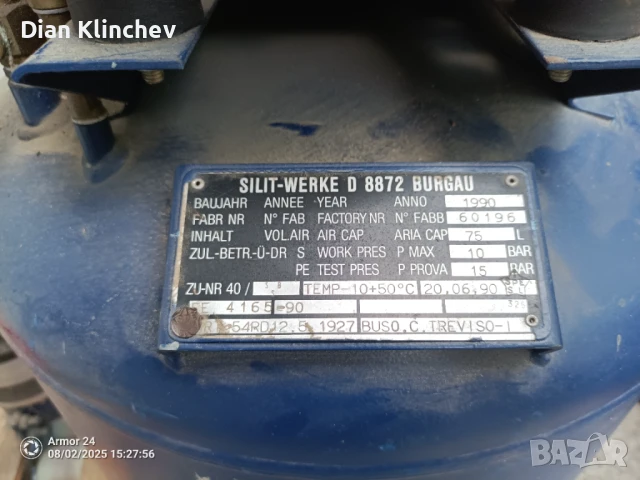 Dian Klinchev
SILIT-WERKE D 8872 BURGAU
BAUJAHR ANNEE YEAR ANNO 1990
FABR NR N° FAB FACTORY NR N° FABB 60196
INHALT VOL.AIR AIR CAP ARIA CAP 75 L
ZUL-BETR.-Ü-DR S WORK PRES P MAX 10 BAR
PE TEST PRES P PROVA 15 BAR
ZU-NR 40 / TEMP-10+50°C 20.06.90
4165-90
54RD12.5.1927 BUSO.C.TREVISO-I
Armor 24
08/02/2025 15:27:56
BAZAR